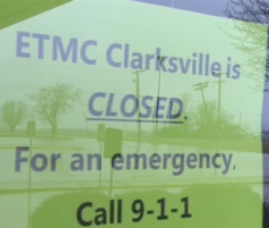 ETMC Clarksville is
CLOSED.
For an emergency.
Call 9-1-1